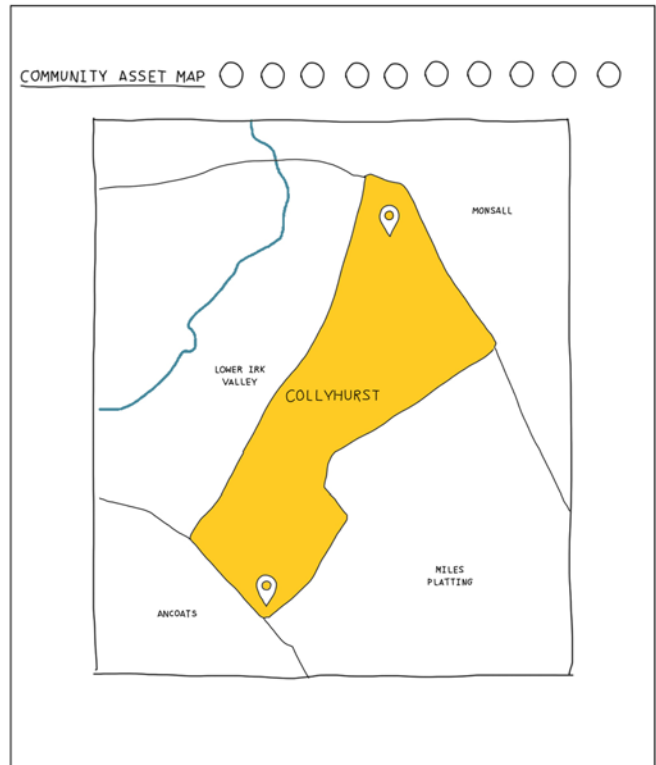 COMMUNITY ASSET MAP
MONSALL
LOWER IRK
VALLEY
COLLYHURST
MILES
PLATTING
ANCOATS